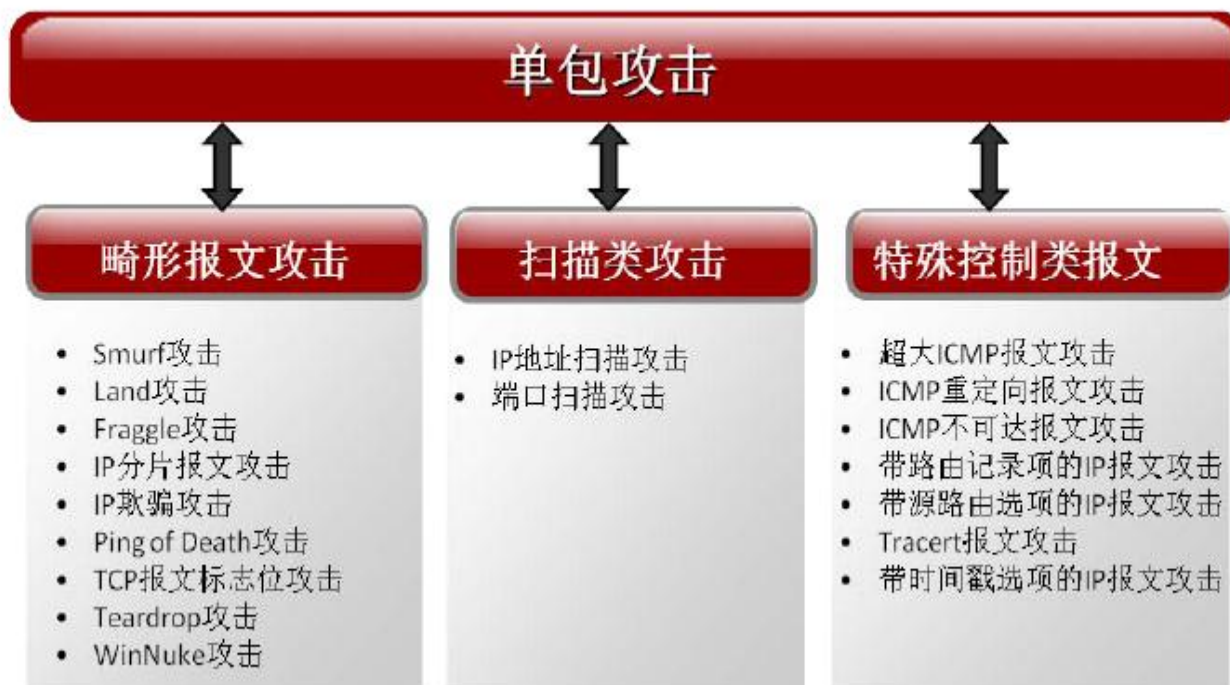 单包攻击
畸形报文攻击
• Smurf攻击
• Land攻击
• Fraggle攻击
• IP分片报文攻击
• IP欺骗攻击
• Ping of Death攻击
• TCP报文标志位攻击
• Teardrop攻击
• WinNuke攻击
扫描类攻击
• IP地址扫描攻击
• 端口扫描攻击
特殊控制类报文
• 超大ICMP报文攻击
• ICMP重定向报文攻击
• ICMP不可达报文攻击
• 带路由记录项的IP报文攻击
• 带源路由选项的IP报文攻击
• Tracert报文攻击
• 带时间戳选项的IP报文攻击